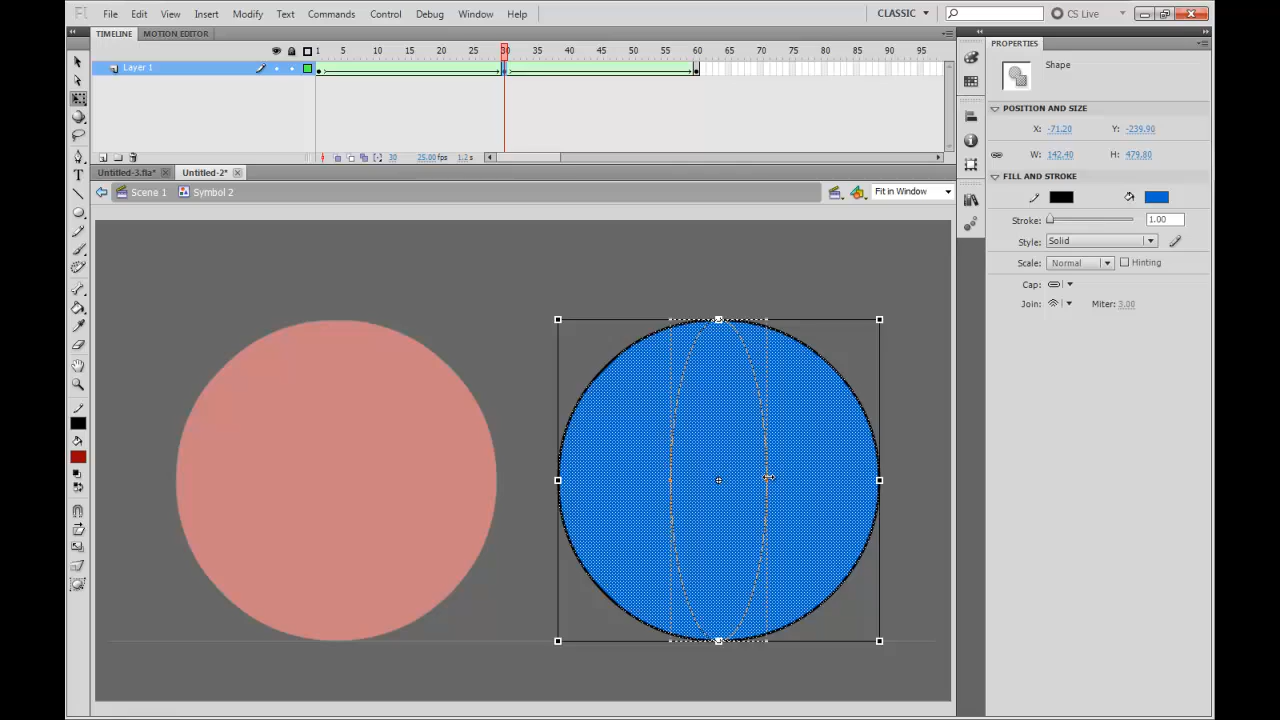 Fl File Edit View Insert Modify Text Commands Control Debug Window Help CLASSIC CS Live
TIMELINE MOTION EDITOR
1 5 10 15 20 25 30 35 40 45 50 55 60 65 70 75 80 85 90 95
Layer 1
30 25.00 fps 1.2 s
Untitled-3.fla* Untitled-2*
Scene 1 Symbol 2 Fit in Window
PROPERTIES
Shape
POSITION AND SIZE
X: -71.20 Y: -239.90
W: 142.40 H: 479.80
FILL AND STROKE
Stroke: 1.00
Style: Solid
Scale: Normal Hinting
Cap:
Join: Miter: 3.00